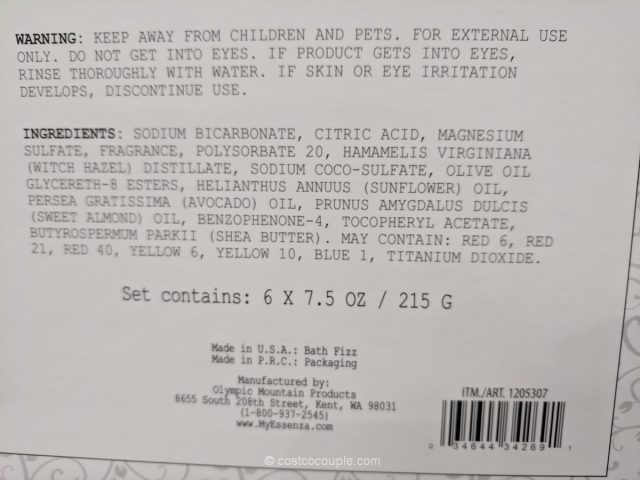 WARNING: KEEP AWAY FROM CHILDREN AND PETS. FOR EXTERNAL USE
ONLY. DO NOT GET INTO EYES. IF PRODUCT GETS INTO EYES,
RINSE THOROUGHLY WITH WATER. IF SKIN OR EYE IRRITATION
DEVELOPS, DISCONTINUE USE.
INGREDIENTS: SODIUM BICARBONATE, CITRIC ACID, MAGNESIUM
SULFATE, FRAGRANCE, POLYSORBATE 20, HAMAMELIS VIRGINIANA
(WITCH HAZEL) DISTILLATE, SODIUM COCO-SULFATE, OLIVE OIL
GLYCERETH-8 ESTERS, HELIANTHUS ANNUUS (SUNFLOWER) OIL,
PERSEA GRATISSIMA (AVOCADO) OIL, PRUNUS AMYGDALUS DULCIS
(SWEET ALMOND) OIL, BENZOPHENONE-4, TOCOPHERYL ACETATE,
BUTYROSPERMUM PARKII (SHEA BUTTER). MAY CONTAIN: RED 6, RED
21, RED 40, YELLOW 6, YELLOW 10, BLUE 1, TITANIUM DIOXIDE.
Set contains: 6 X 7.5 OZ / 215 G
Made in U.S.A.: Bath Fizz
Made in P.R.C.: Packaging
Manufactured by:
Olympic Mountain Products
8655 South 208th Street, Kent, WA 98031
(1-800-937-2545)
www.MyEssenza.com
ITM./ART. 1205307
0 34644 34269 1
© costcocouple.com